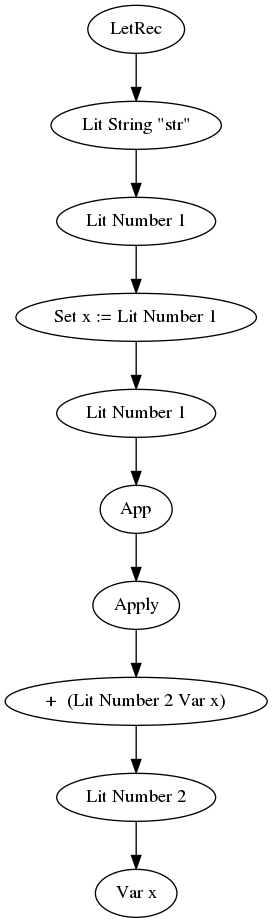 LetRec
Lit String "str"
Lit Number 1
Set x := Lit Number 1
Lit Number 1
App
Apply
+ (Lit Number 2 Var x)
Lit Number 2
Var x